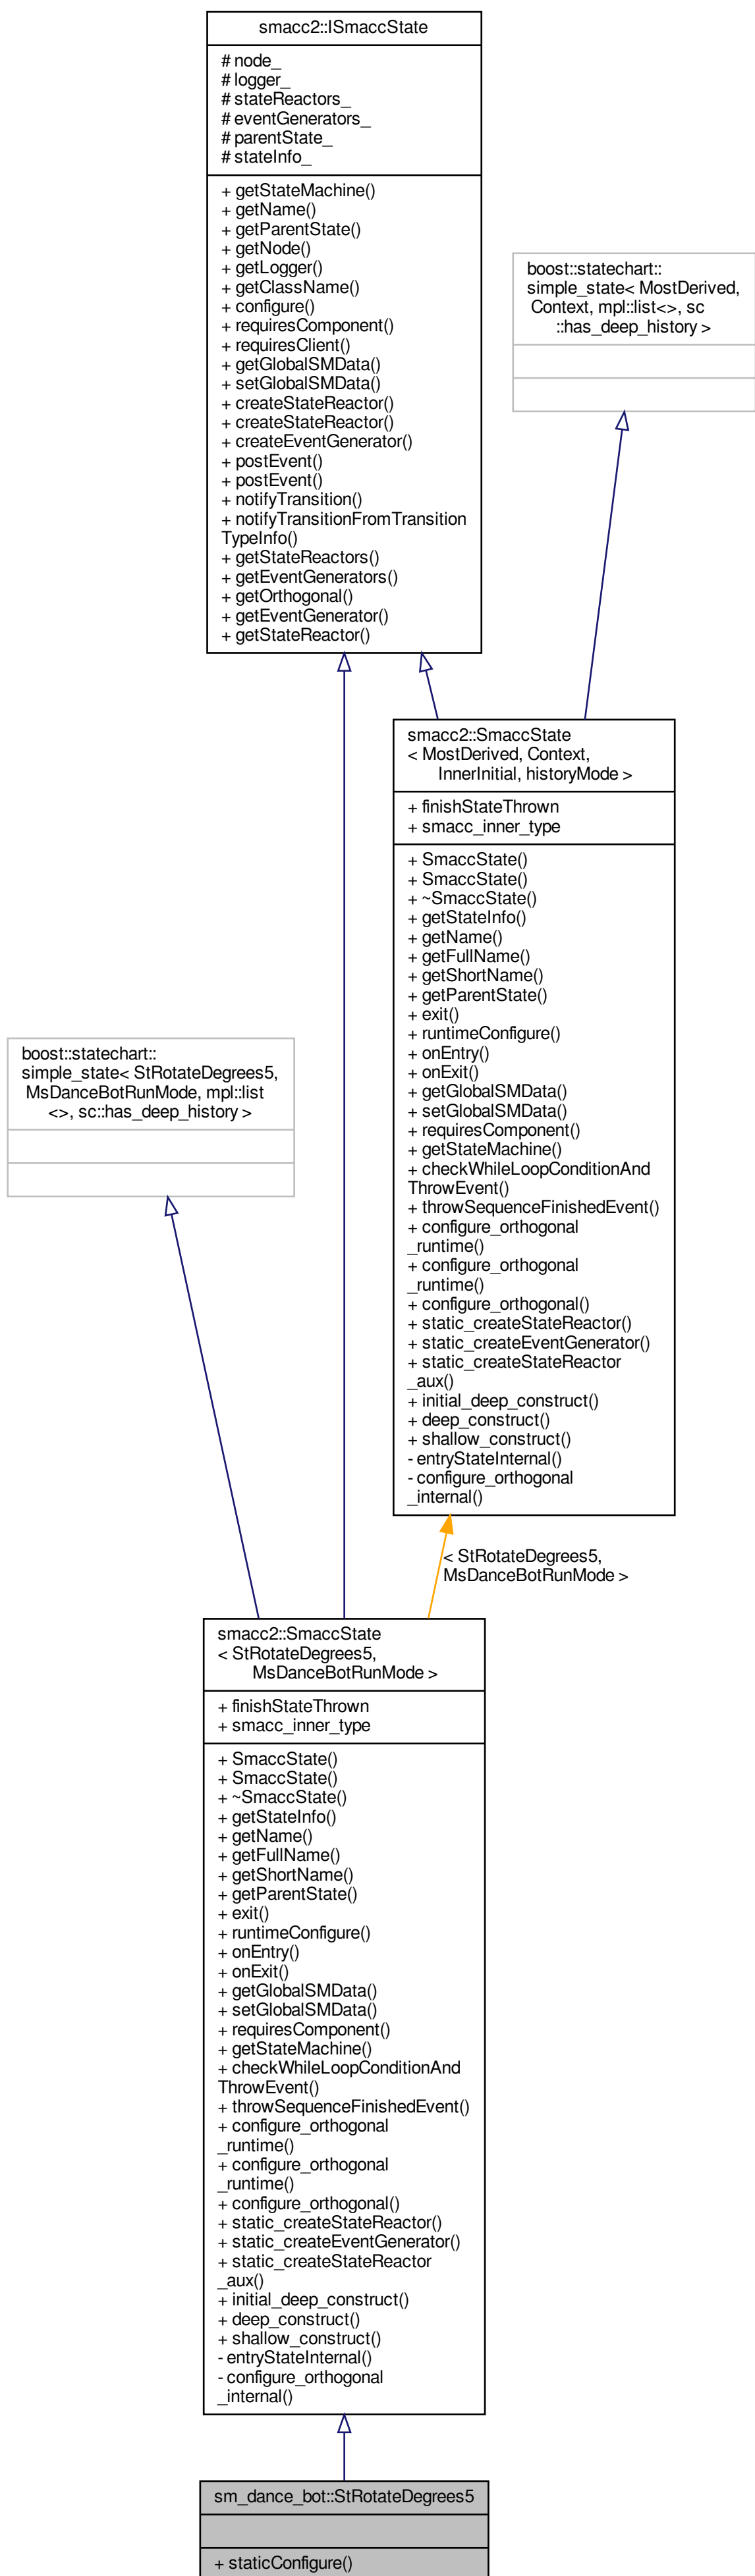 smacc2::ISmaccState
# node_
# logger_
# stateReactors_
# eventGenerators_
# parentState_
# stateInfo_
+ getStateMachine()
+ getName()
+ getParentState()
+ getNode()
+ getLogger()
+ getClassName()
+ configure()
+ requiresComponent()
+ requiresClient()
+ getGlobalSMData()
+ setGlobalSMData()
+ createStateReactor()
+ createStateReactor()
+ createEventGenerator()
+ postEvent()
+ postEvent()
+ notifyTransition()
+ notifyTransitionFromTransition
TypeInfo()
+ getStateReactors()
+ getEventGenerators()
+ getOrthogonal()
+ getEventGenerator()
+ getStateReactor()
boost::statechart::
simple_state< MostDerived,
Context, mpl::list<>, sc
::has_deep_history >
smacc2::SmaccState
< MostDerived, Context,
InnerInitial, historyMode >
+ finishStateThrown
+ smacc_inner_type
+ SmaccState()
+ SmaccState()
+ ~SmaccState()
+ getStateInfo()
+ getName()
+ getFullName()
+ getShortName()
+ getParentState()
+ exit()
+ runtimeConfigure()
+ onEntry()
+ onExit()
+ getGlobalSMData()
+ setGlobalSMData()
+ requiresComponent()
+ getStateMachine()
+ checkWhileLoopConditionAnd
ThrowEvent()
+ throwSequenceFinishedEvent()
+ configure_orthogonal
_runtime()
+ configure_orthogonal
_runtime()
+ configure_orthogonal()
+ static_createStateReactor()
+ static_createEventGenerator()
+ static_createStateReactor
_aux()
+ initial_deep_construct()
+ deep_construct()
+ shallow_construct()
- entryStateInternal()
- configure_orthogonal
_internal()
boost::statechart::
simple_state< StRotateDegrees5,
MsDanceBotRunMode, mpl::list
<>, sc::has_deep_history >
< StRotateDegrees5,
MsDanceBotRunMode >
smacc2::SmaccState
< StRotateDegrees5,
MsDanceBotRunMode >
+ finishStateThrown
+ smacc_inner_type
+ SmaccState()
+ SmaccState()
+ ~SmaccState()
+ getStateInfo()
+ getName()
+ getFullName()
+ getShortName()
+ getParentState()
+ exit()
+ runtimeConfigure()
+ onEntry()
+ onExit()
+ getGlobalSMData()
+ setGlobalSMData()
+ requiresComponent()
+ getStateMachine()
+ checkWhileLoopConditionAnd
ThrowEvent()
+ throwSequenceFinishedEvent()
+ configure_orthogonal
_runtime()
+ configure_orthogonal
_runtime()
+ configure_orthogonal()
+ static_createStateReactor()
+ static_createEventGenerator()
+ static_createStateReactor
_aux()
+ initial_deep_construct()
+ deep_construct()
+ shallow_construct()
- entryStateInternal()
- configure_orthogonal
_internal()
sm_dance_bot::StRotateDegrees5
+ staticConfigure()